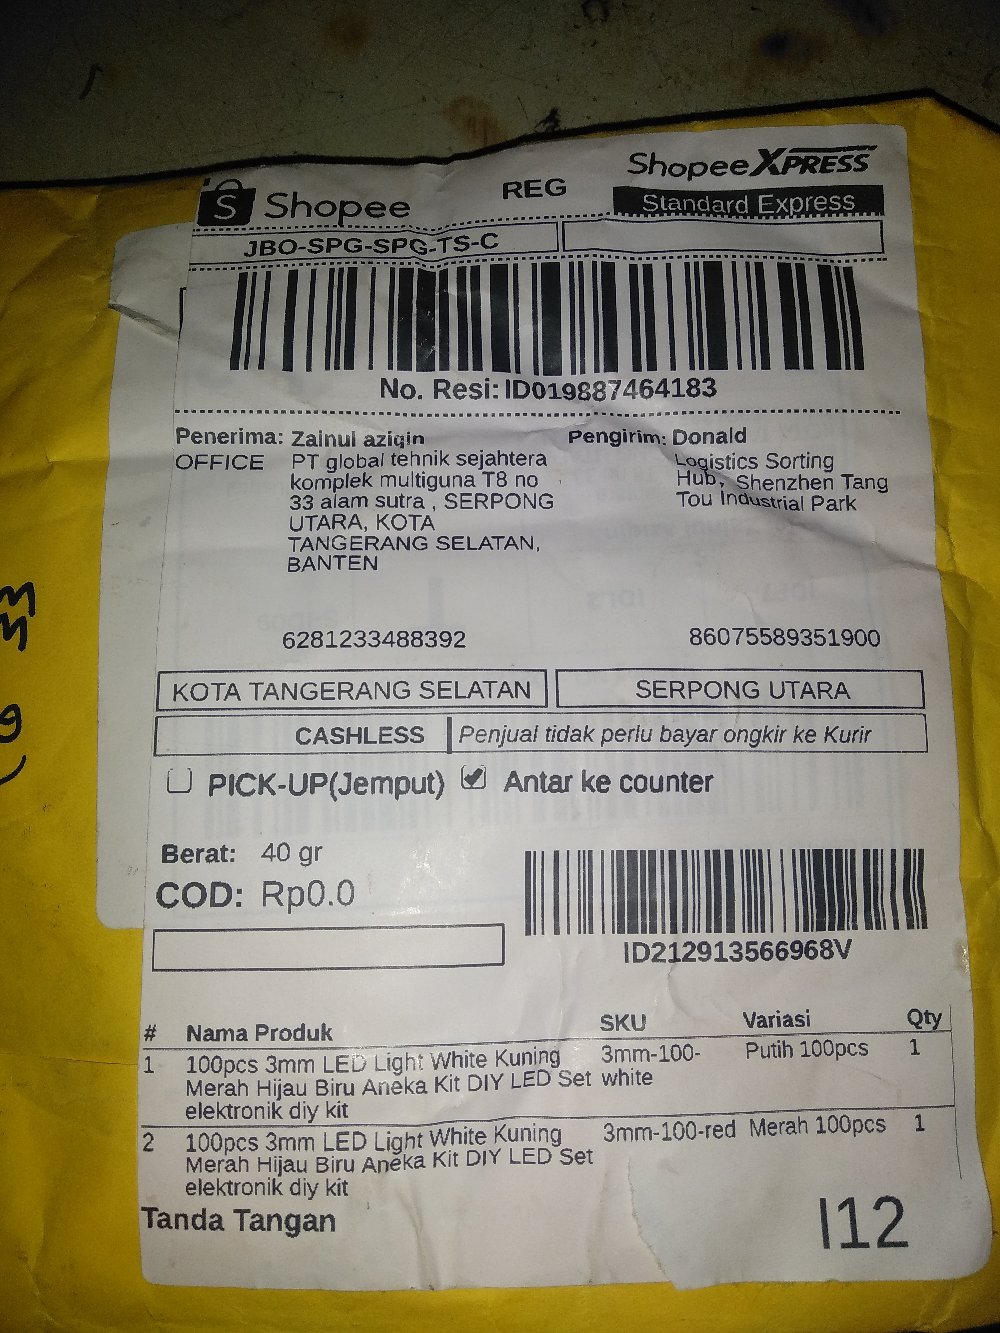 Shopee
REG
ShopeeXPRESS
Standard Express
JBO-SPG-SPG-TS-C
No. Resi: ID019887464183
Penerima: Zainul aziqin
OFFICE
PT global tehnik sejahtera
komplek multiguna T8 no
33 alam sutra , SERPONG
UTARA, KOTA
TANGERANG SELATAN,
BANTEN
6281233488392
Pengirim: Donald
Logistics Sorting
Hub, Shenzhen Tang
Tou Industrial Park
86075589351900
KOTA TANGERANG SELATAN
SERPONG UTARA
CASHLESS
Penjual tidak perlu bayar ongkir ke Kurir
PICK-UP(Jemput)
Antar ke counter
Berat: 40 gr
COD: Rp0.0
ID212913566968V
# Nama Produk SKU Variasi Qty
1 100pcs 3mm LED Light White Kuning 3mm-100- Putih 100pcs 1
Merah Hijau Biru Aneka Kit DIY LED Set white
elektronik diy kit
2 100pcs 3mm LED Light White Kuning 3mm-100-red Merah 100pcs 1
Merah Hijau Biru Aneka Kit DIY LED Set
elektronik diy kit
Tanda Tangan
I12